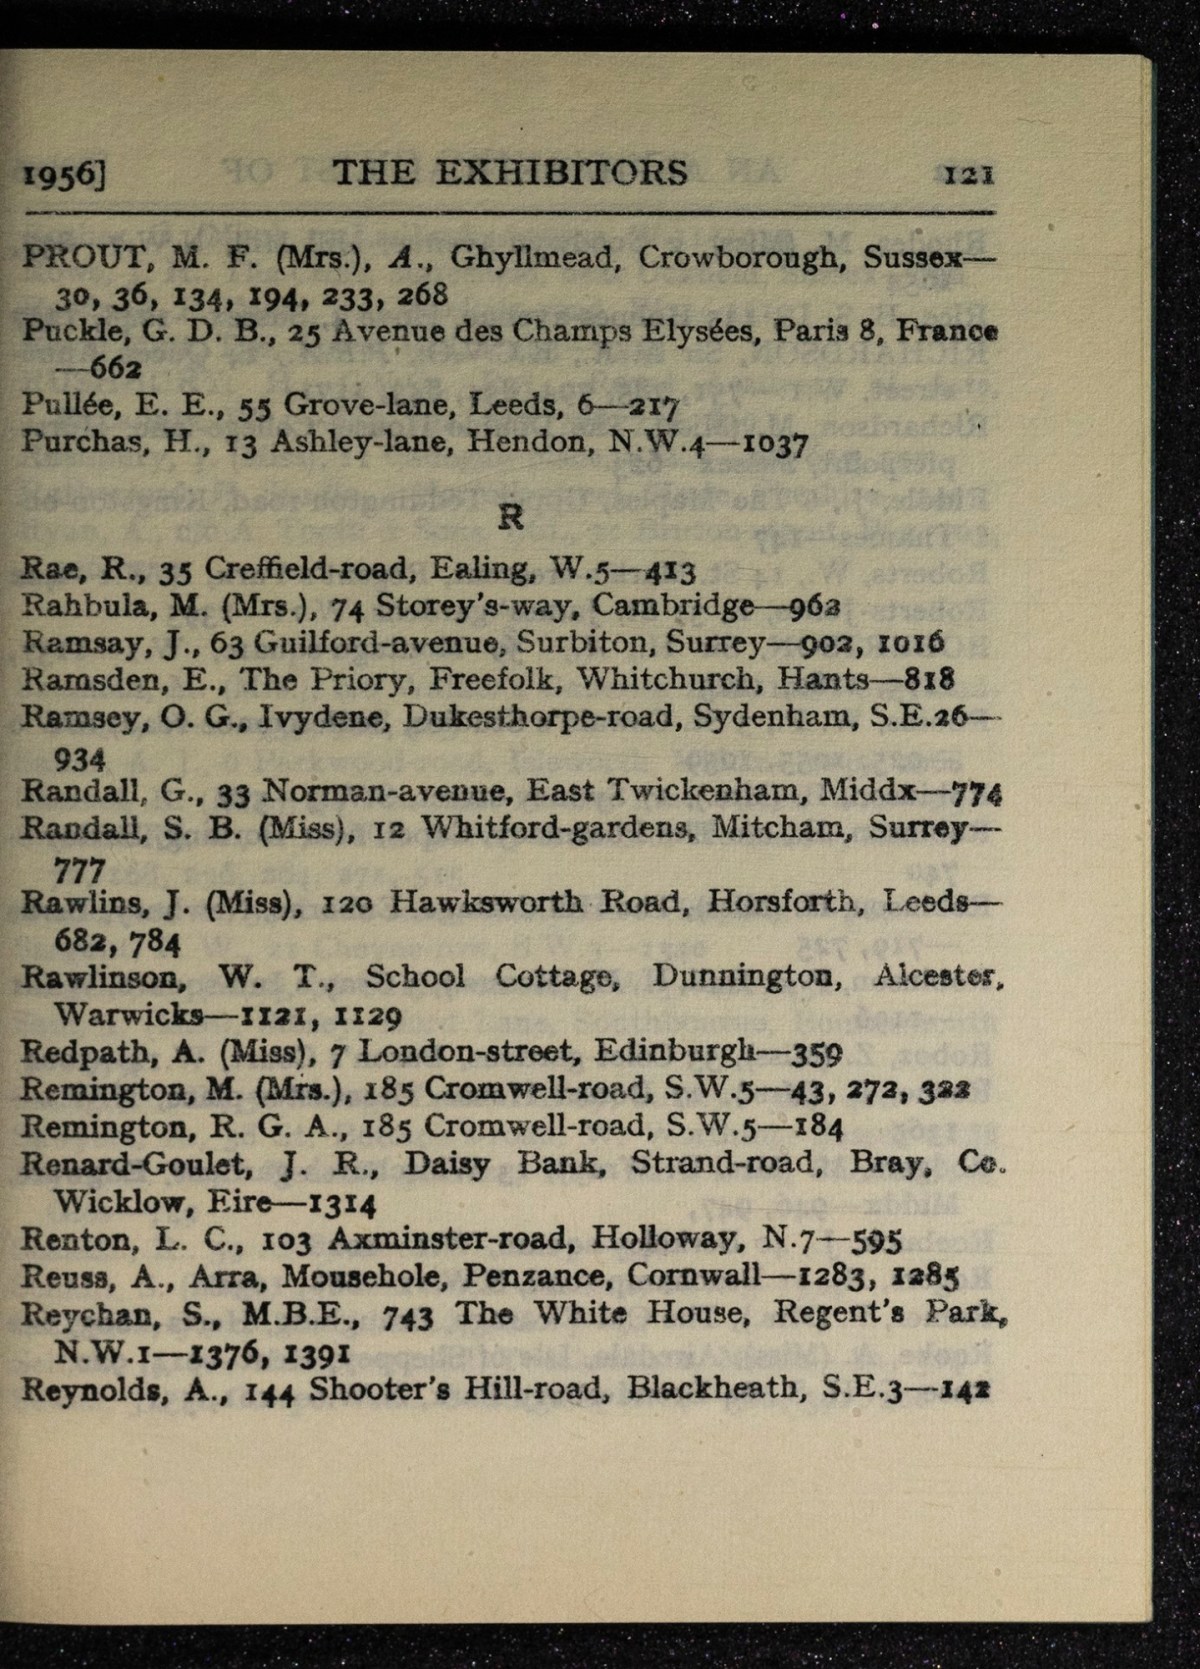 1956] THE EXHIBITORS 121
PROUT, M. F. (Mrs.), A., Ghyllmead, Crowborough, Sussex—
30, 36, 134, 194, 233, 268
Puckle, G. D. B., 25 Avenue des Champs Elysées, Paris 8, France
—662
Pullée, E. E., 55 Grove-lane, Leeds, 6—217
Purchas, H., 13 Ashley-lane, Hendon, N.W.4—1037
R
Rae, R., 35 Creffield-road, Ealing, W.5—413
Rahbula, M. (Mrs.), 74 Storey's-way, Cambridge—962
Ramsay, J., 63 Guilford-avenue, Surbiton, Surrey—902, 1016
Ramsden, E., The Priory, Freefolk, Whitchurch, Hants—818
Ramsey, O. G., Ivydene, Dukesthorpe-road, Sydenham, S.E.26—
934
Randall, G., 33 Norman-avenue, East Twickenham, Middx—774
Randall, S. B. (Miss), 12 Whitford-gardens, Mitcham, Surrey—
777
Rawlins, J. (Miss), 120 Hawksworth Road, Horsforth, Leeds—
682, 784
Rawlinson, W. T., School Cottage, Dunnington, Alcester,
Warwicks—1121, 1129
Redpath, A. (Miss), 7 London-street, Edinburgh—359
Remington, M. (Mrs.), 185 Cromwell-road, S.W.5—43, 272, 322
Remington, R. G. A., 185 Cromwell-road, S.W.5—184
Renard-Goulet, J. R., Daisy Bank, Strand-road, Bray, Co.
Wicklow, Eire—1314
Renton, L. C., 103 Axminster-road, Holloway, N.7—595
Reuss, A., Arra, Mousehole, Penzance, Cornwall—1283, 1285
Reychan, S., M.B.E., 743 The White House, Regent's Park,
N.W.1—1376, 1391
Reynolds, A., 144 Shooter's Hill-road, Blackheath, S.E.3—142